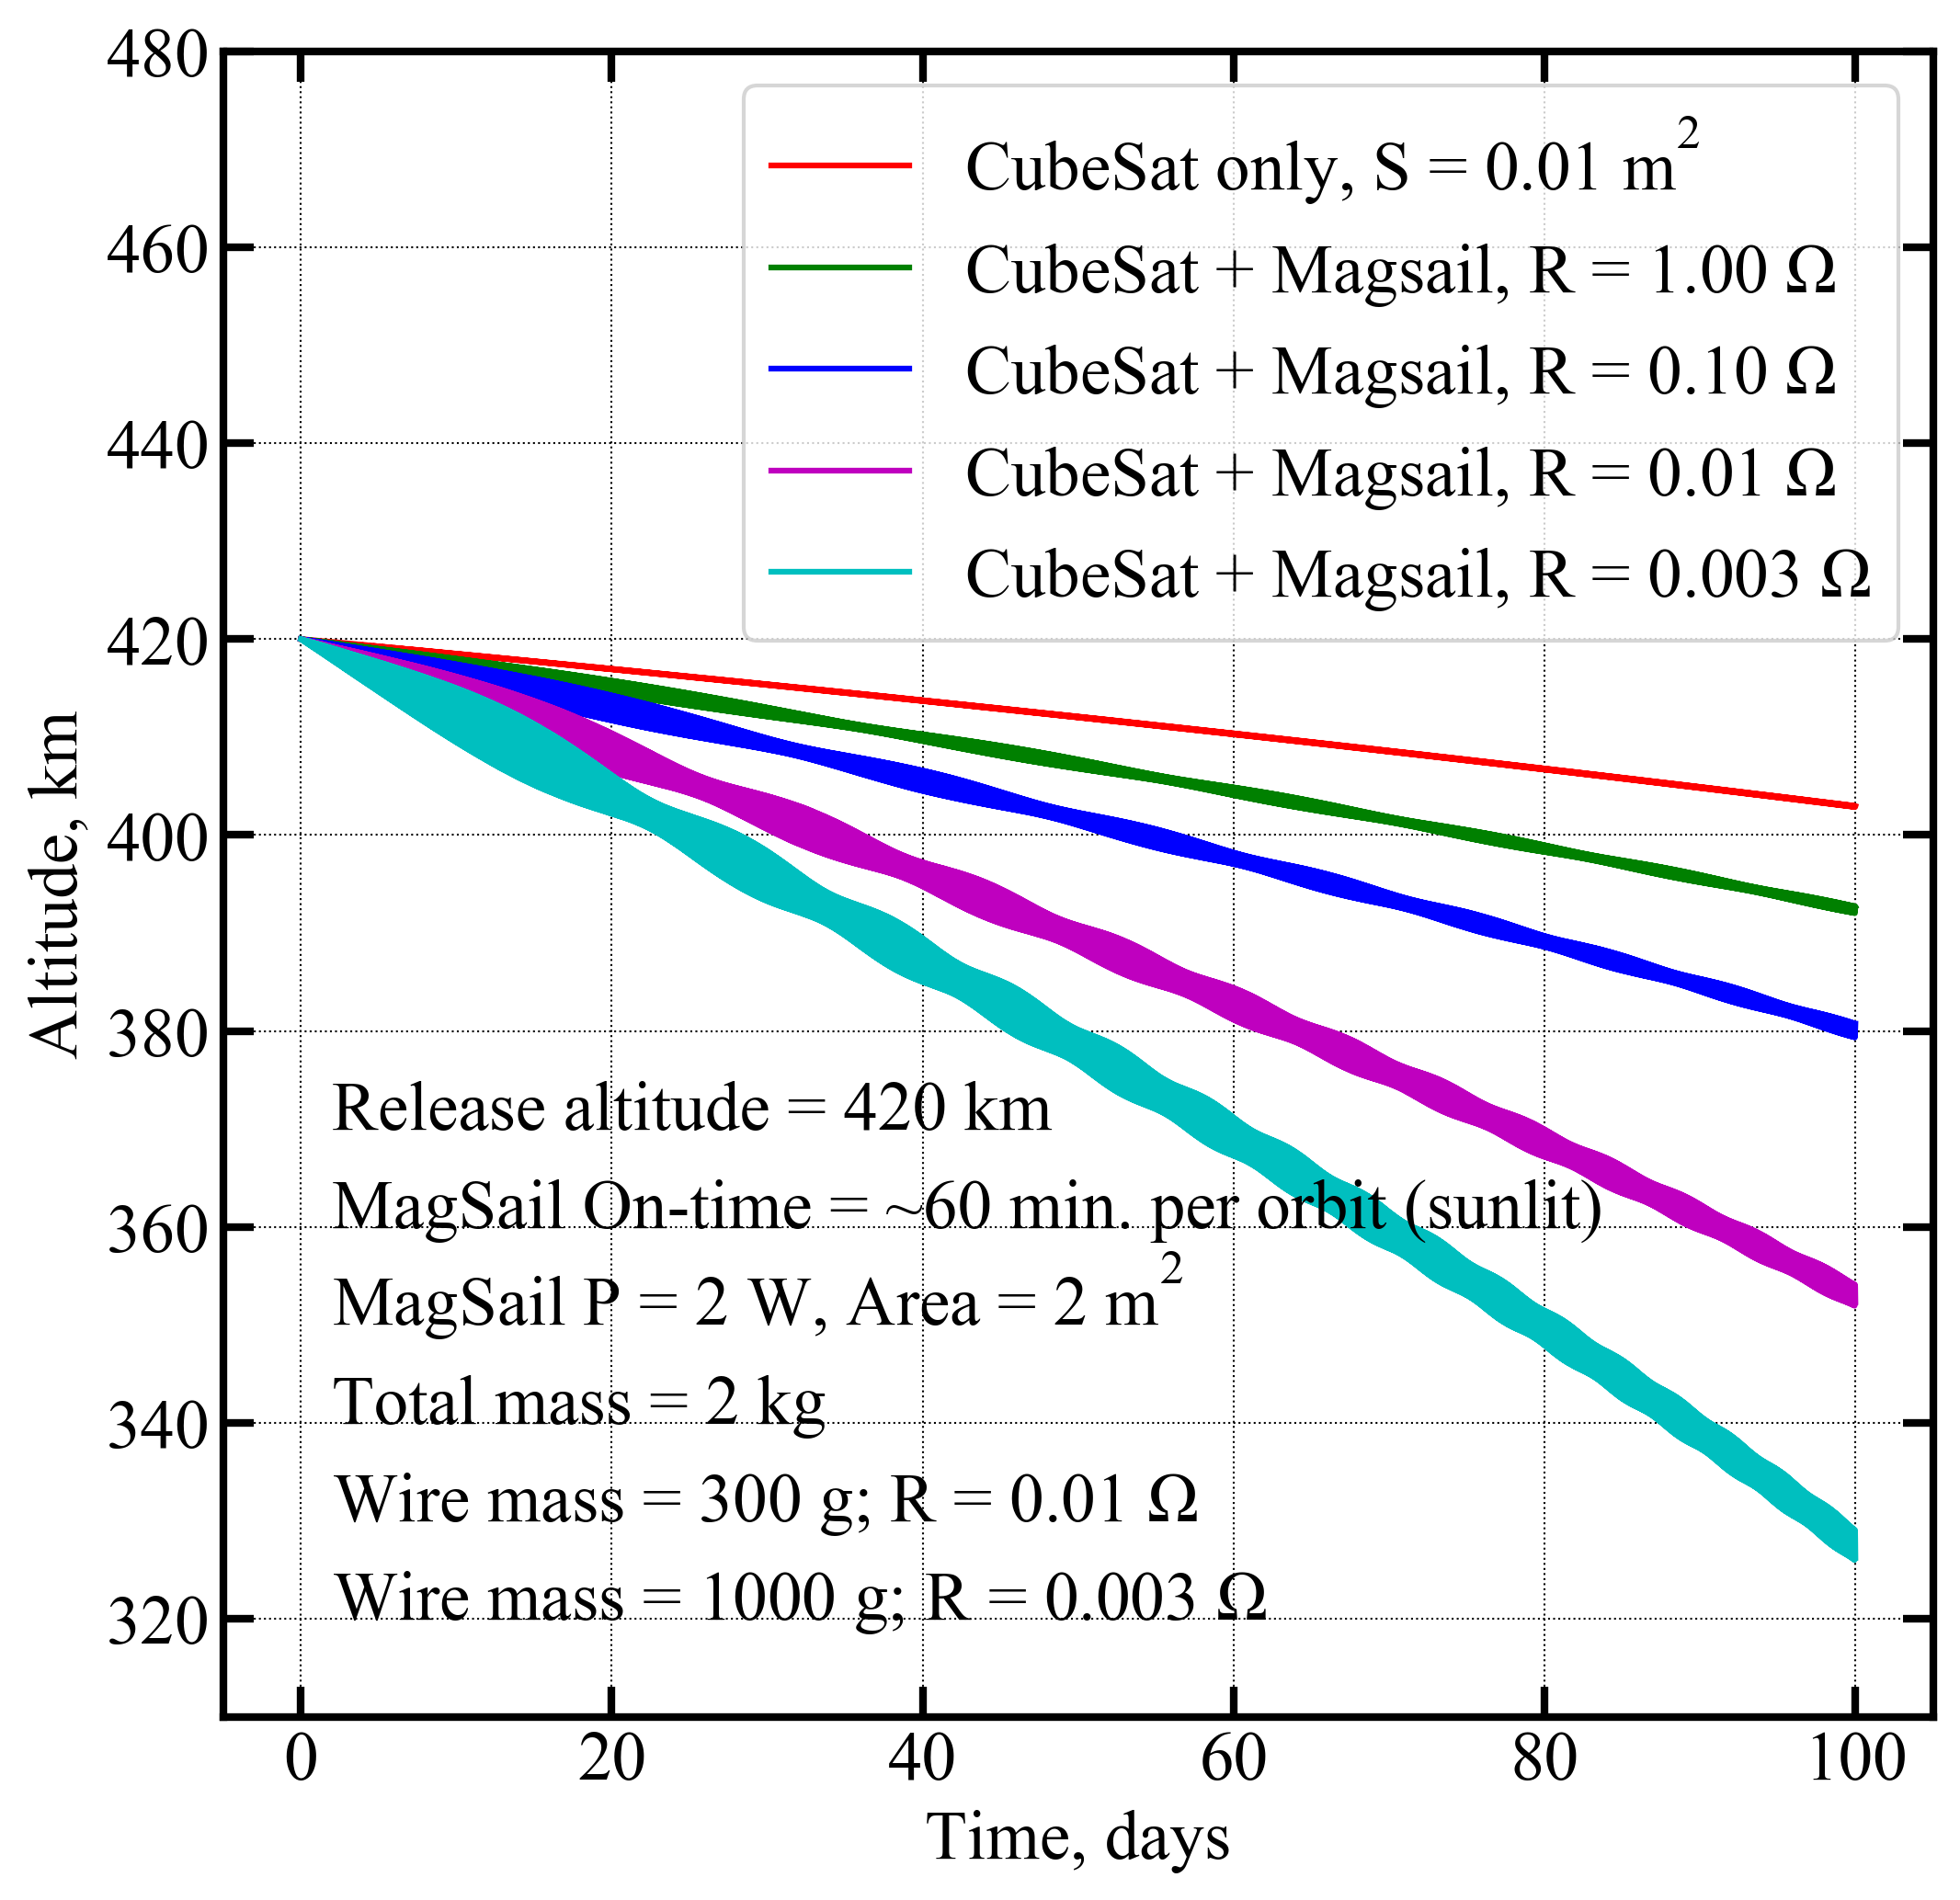 480
460
440
420
400
380
360
340
320
Altitude, km
CubeSat only, S = 0.01 m²
CubeSat + Magsail, R = 1.00 Ω
CubeSat + Magsail, R = 0.10 Ω
CubeSat + Magsail, R = 0.01 Ω
CubeSat + Magsail, R = 0.003 Ω
Release altitude = 420 km
MagSail On-time = ~60 min. per orbit (sunlit)
MagSail P = 2 W, Area = 2 m²
Total mass = 2 kg
Wire mass = 300 g; R = 0.01 Ω
Wire mass = 1000 g; R = 0.003 Ω
0 20 40 60 80 100
Time, days